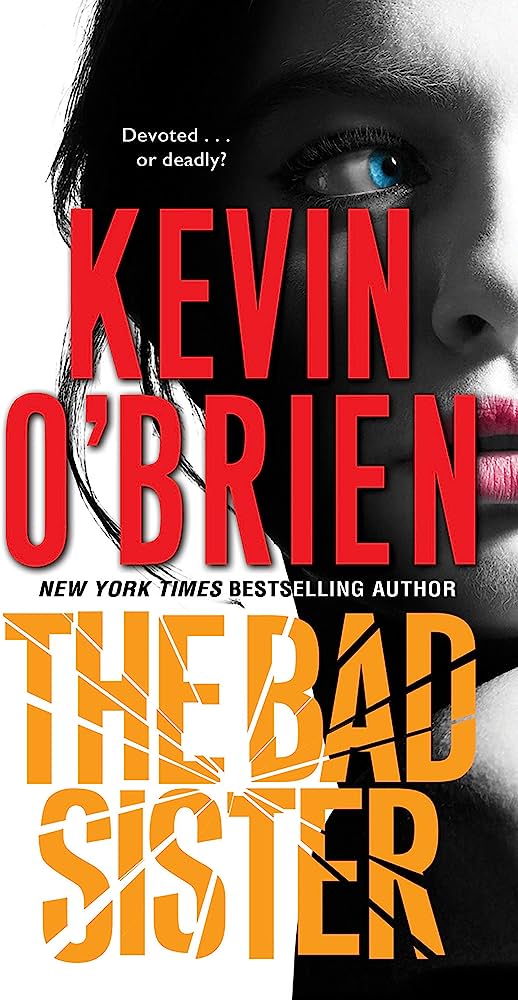 Devoted . . .
or deadly?
KEVIN
O'BRIEN
NEW YORK TIMES BESTSELLING AUTHOR
THE BAD
SISTER